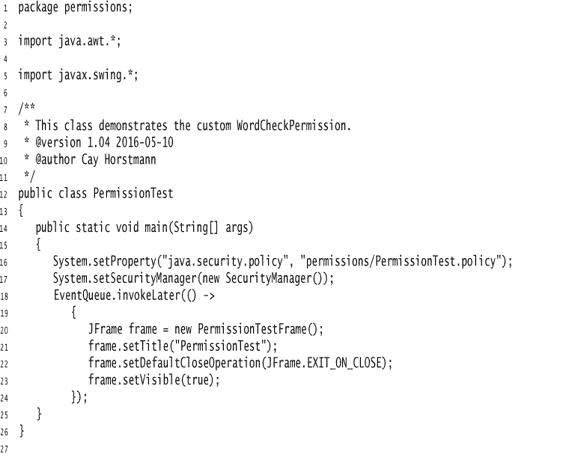 1 package permissions;
2
3 import java.awt.*;
4
5 import javax.swing.*;
6
7 /**
8  * This class demonstrates the custom WordCheckPermission.
9  * @version 1.04 2016-05-10
10  * @author Cay Horstmann
11  */
12 public class PermissionTest
13 {
14    public static void main(String[] args)
15    {
16       System.setProperty("java.security.policy", "permissions/PermissionTest.policy");
17       System.setSecurityManager(new SecurityManager());
18       EventQueue.invokeLater(() ->
19          {
20             JFrame frame = new PermissionTestFrame();
21             frame.setTitle("PermissionTest");
22             frame.setDefaultCloseOperation(JFrame.EXIT_ON_CLOSE);
23             frame.setVisible(true);
24          });
25    }
26 }
27